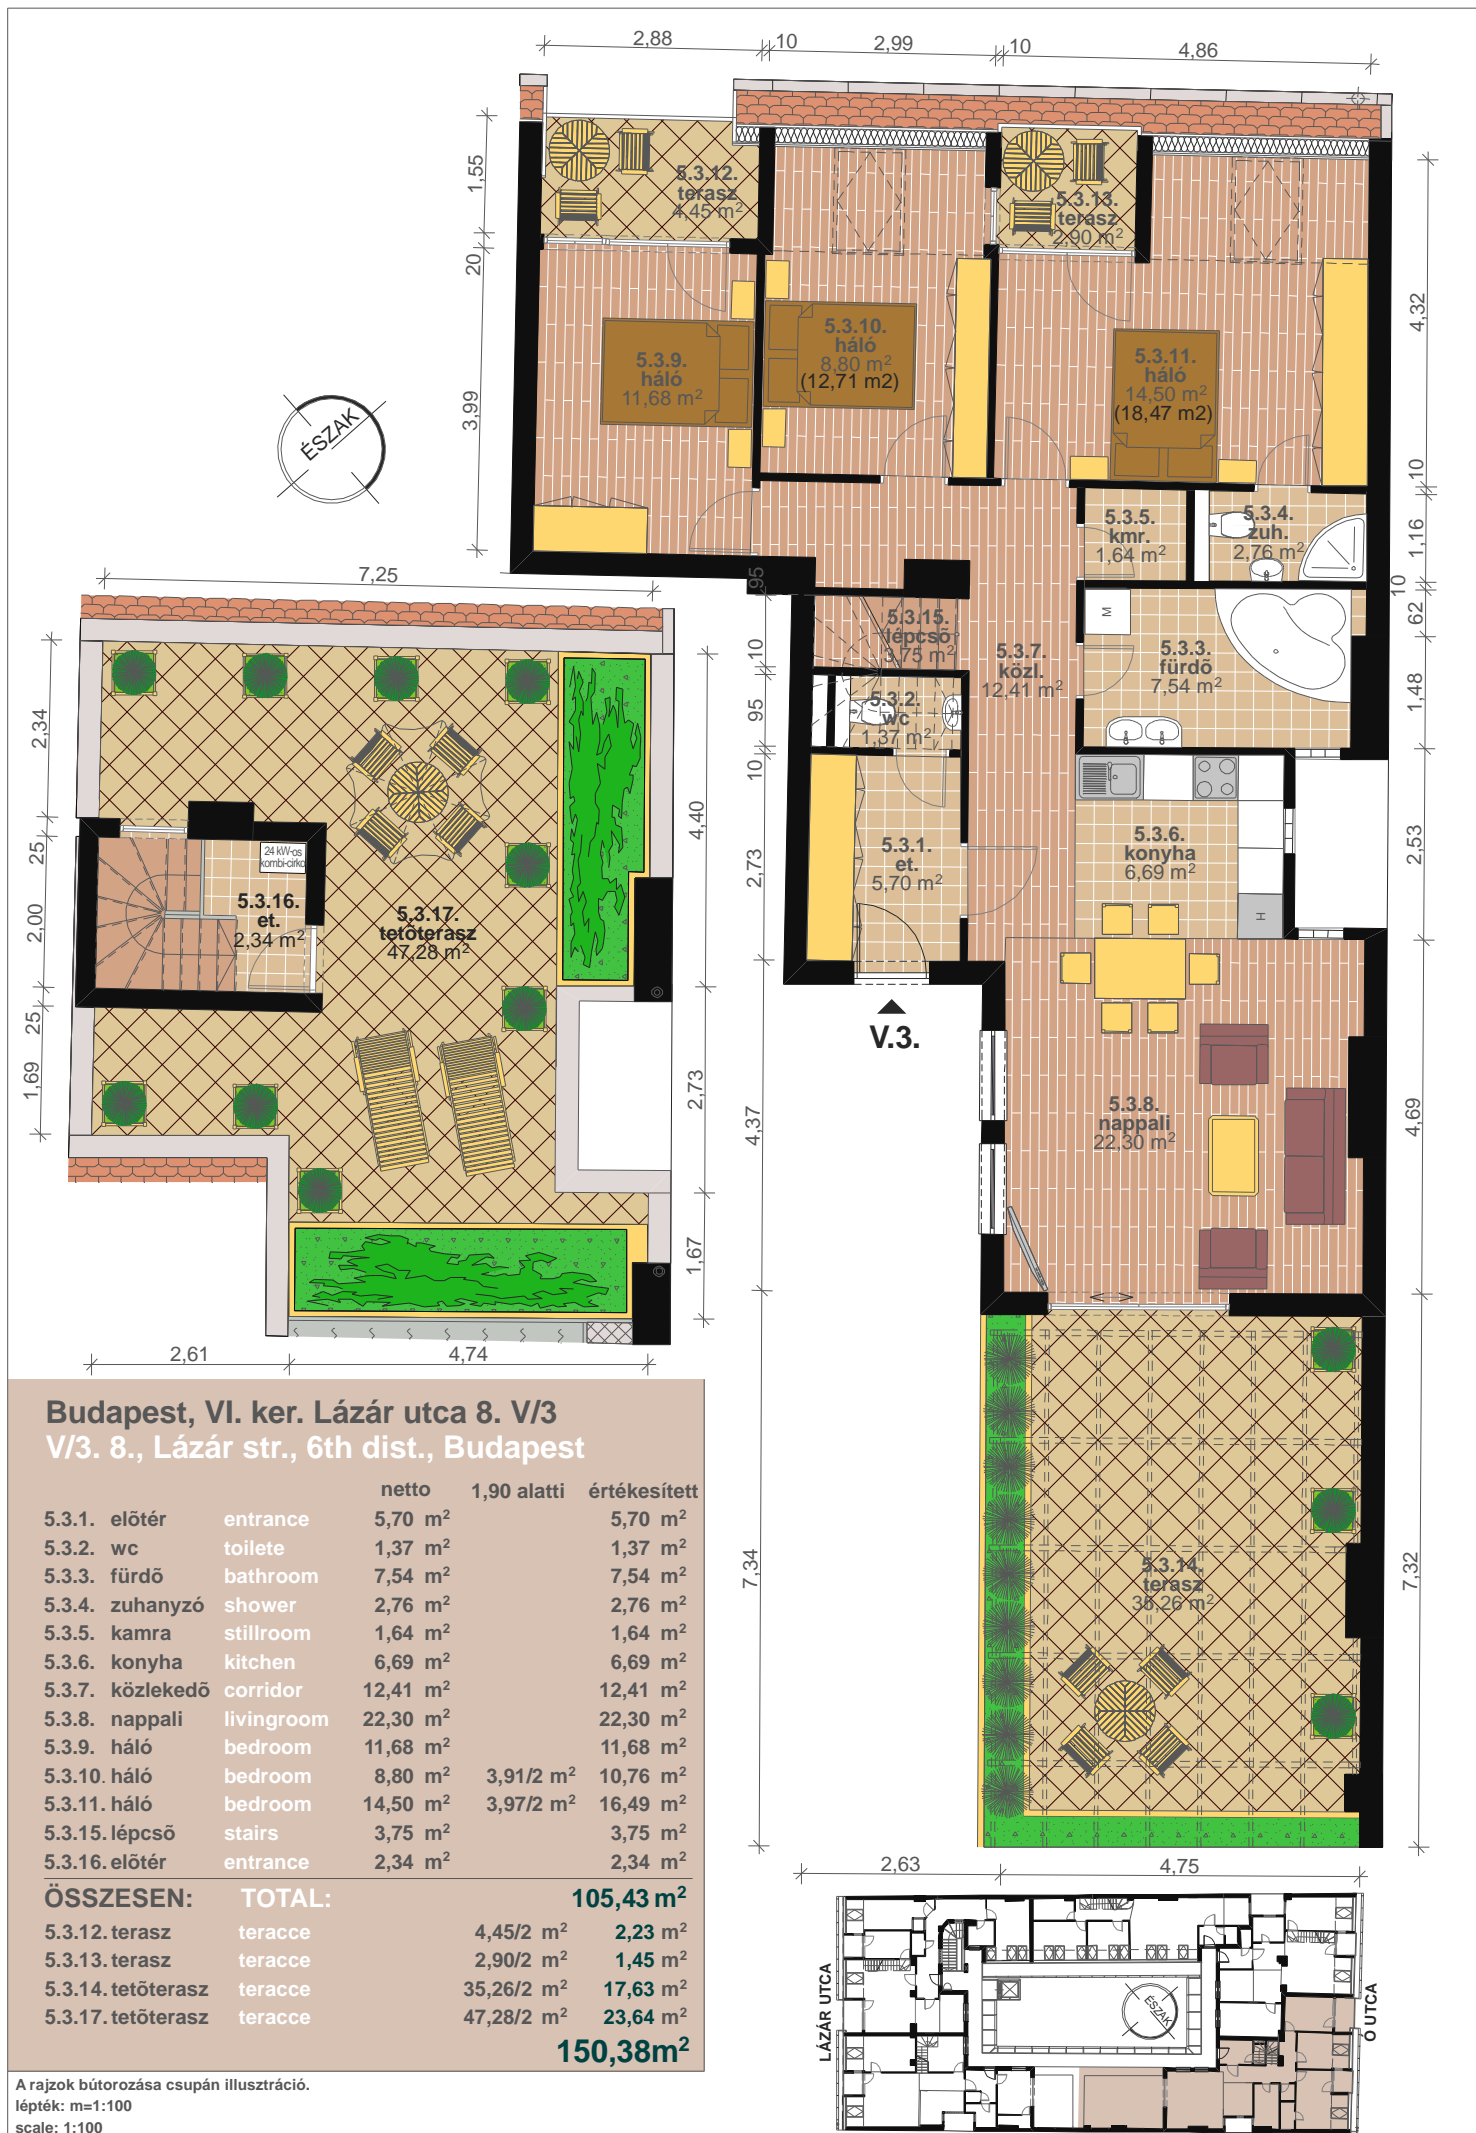 2,88
10
2,99
10
4,86
1,55
20
3,99
5.3.12.
terasz
4,45 m²
5.3.13.
terasz
2,90 m²
5.3.9.
háló
11,68 m²
5.3.10.
háló
8,80 m²
(12,71 m2)
5.3.11.
háló
14,50 m²
(18,47 m2)
4,32
10
1,16
10
62
1,48
2,53
4,69
7,32
ÉSZAK
5.3.5.
kmr.
1,64 m²
5.3.4.
zuh.
2,76 m²
7,25
95
10
95
10
2,73
4,37
7,34
5.3.15.
lépcsõ
3,75 m²
5.3.7.
közl.
12,41 m²
M
5.3.3.
fürdõ
7,54 m²
5.3.2.
wc
1,37 m²
5.3.1.
et.
5,70 m²
5.3.6.
konyha
6,69 m²
H
V.3.
5.3.8.
nappali
22,30 m²
2,34
25
2,00
25
1,69
24 kW-os
kombi-cirkó
5.3.16.
et.
2,34 m²
5.3.17.
tetõterasz
47,28 m²
4,40
2,73
1,67
2,61
4,74
5.3.14.
terasz
35,26 m²
2,63
4,75
Budapest, VI. ker. Lázár utca 8. V/3
V/3. 8., Lázár str., 6th dist., Budapest
netto 1,90 alatti értékesített
5.3.1. elõtér entrance 5,70 m² 5,70 m²
5.3.2. wc toilete 1,37 m² 1,37 m²
5.3.3. fürdõ bathroom 7,54 m² 7,54 m²
5.3.4. zuhanyzó shower 2,76 m² 2,76 m²
5.3.5. kamra stillroom 1,64 m² 1,64 m²
5.3.6. konyha kitchen 6,69 m² 6,69 m²
5.3.7. közlekedõ corridor 12,41 m² 12,41 m²
5.3.8. nappali livingroom 22,30 m² 22,30 m²
5.3.9. háló bedroom 11,68 m² 11,68 m²
5.3.10. háló bedroom 8,80 m² 3,91/2 m² 10,76 m²
5.3.11. háló bedroom 14,50 m² 3,97/2 m² 16,49 m²
5.3.15. lépcsõ stairs 3,75 m² 3,75 m²
5.3.16. elõtér entrance 2,34 m² 2,34 m²
ÖSSZESEN: TOTAL: 105,43 m²
5.3.12. terasz teracce 4,45/2 m² 2,23 m²
5.3.13. terasz teracce 2,90/2 m² 1,45 m²
5.3.14. tetõterasz teracce 35,26/2 m² 17,63 m²
5.3.17. tetõterasz teracce 47,28/2 m² 23,64 m²
150,38m²
LÁZÁR UTCA
ÉSZAK
Ó UTCA
A rajzok bútorozása csupán illusztráció.
lépték: m=1:100
scale: 1:100